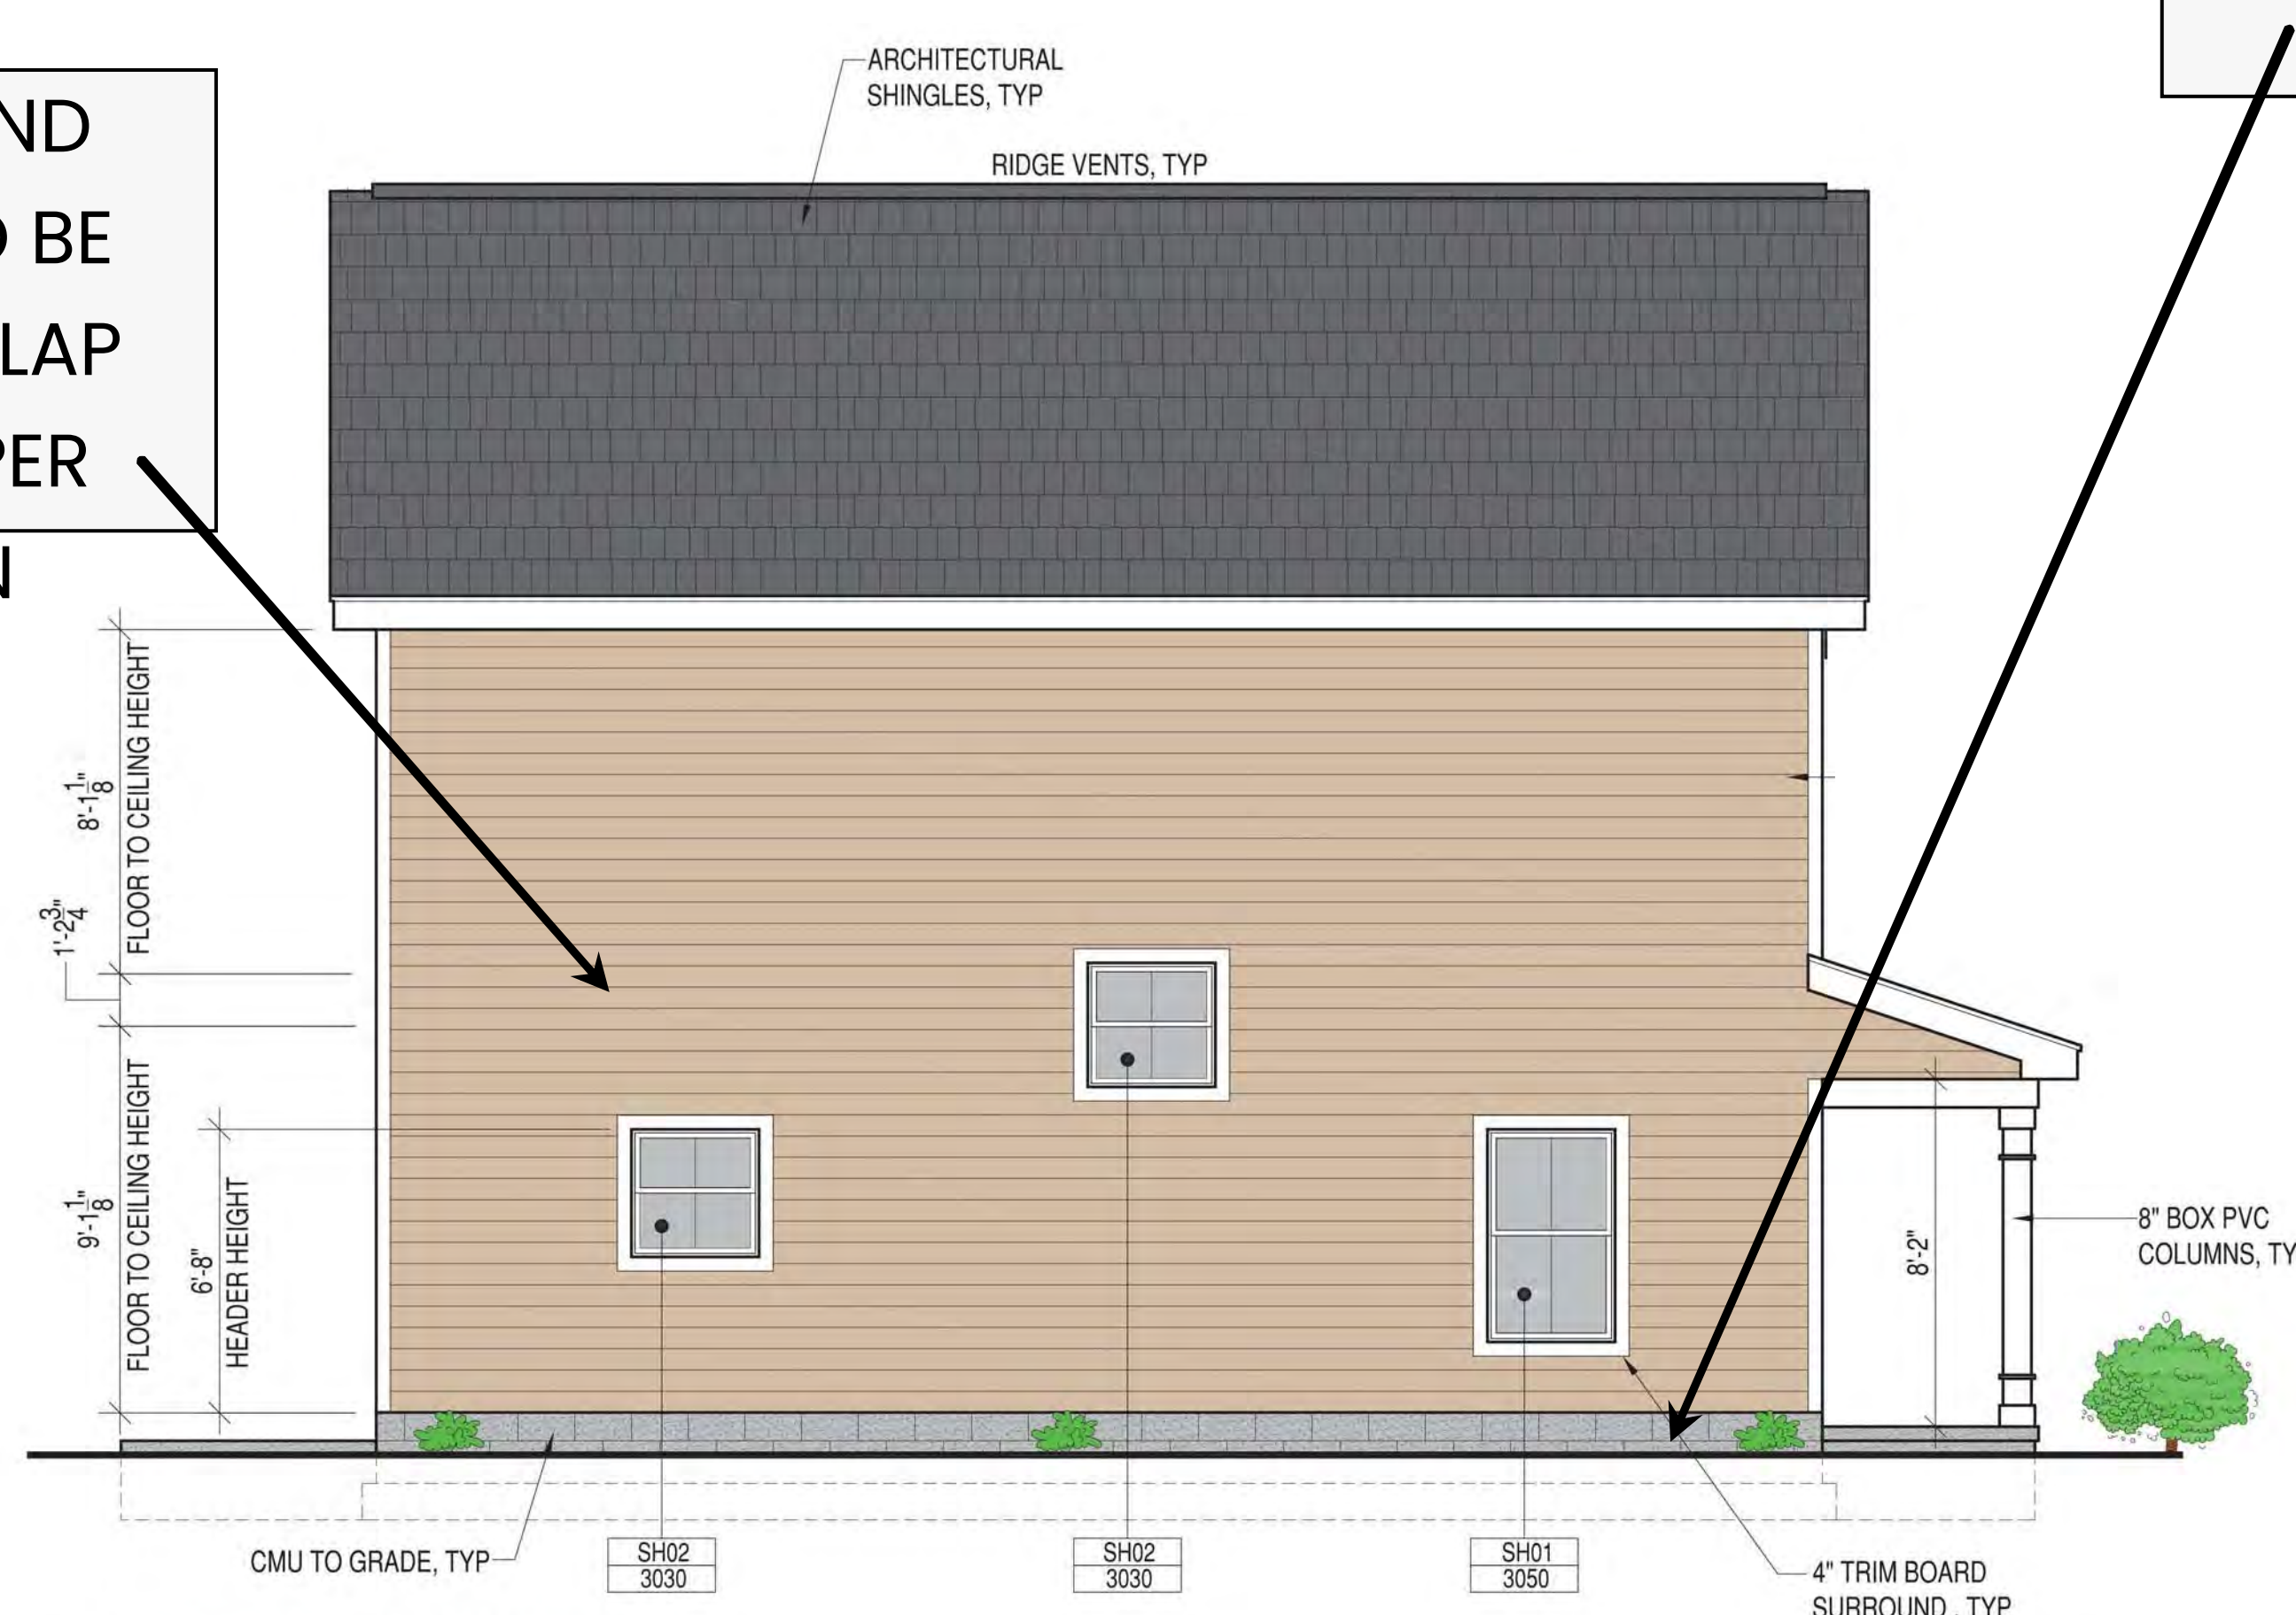 ARCHITECTURAL
SHINGLES, TYP
RIDGE VENTS, TYP
ND
BE
LAP
PER
N
8'-1 1/8"
FLOOR TO CEILING HEIGHT
1'-2 3/4"
9'-1 1/8"
FLOOR TO CEILING HEIGHT
6'-8"
HEADER HEIGHT
8'-2"
8" BOX PVC
COLUMNS, TY
CMU TO GRADE, TYP
SH02
3030
SH02
3030
SH01
3050
4" TRIM BOARD
SURROUND, TYP